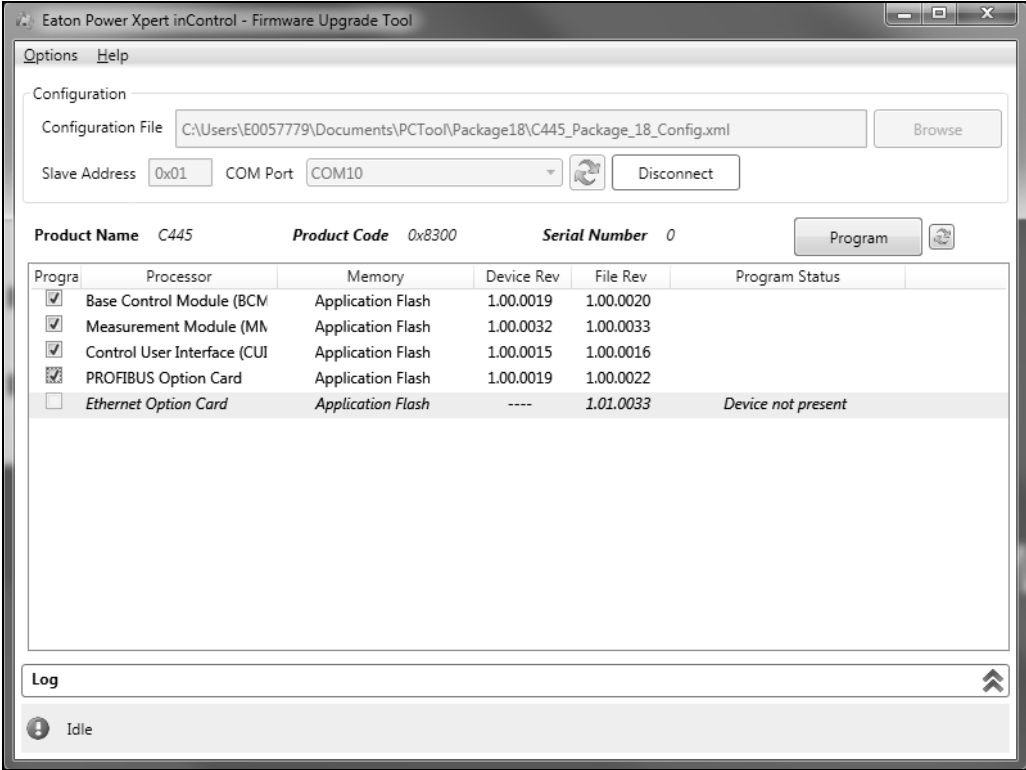 Eaton Power Xpert inControl - Firmware Upgrade Tool
Options Help
Configuration
Configuration File C:\Users\E0057779\Documents\PCTool\Package18\C445_Package_18_Config.xml Browse
Slave Address 0x01 COM Port COM10 Disconnect
Product Name C445 Product Code 0x8300 Serial Number 0 Program
Progra Processor Memory Device Rev File Rev Program Status
Base Control Module (BCM Application Flash 1.00.0019 1.00.0020
Measurement Module (MM Application Flash 1.00.0032 1.00.0033
Control User Interface (CUI Application Flash 1.00.0015 1.00.0016
PROFIBUS Option Card Application Flash 1.00.0019 1.00.0022
Ethernet Option Card Application Flash ---- 1.01.0033 Device not present
Log
Idle